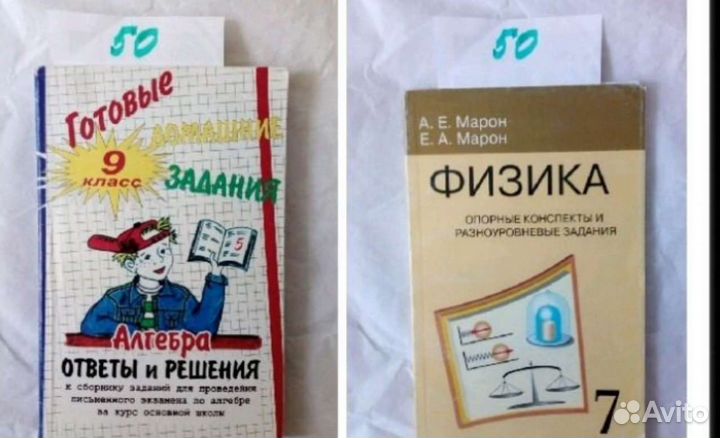 50
Готовые
ДОМАШНИЕ
9
класс
ЗАДАНИЯ
5
Алгебра
ОТВЕТЫ и РЕШЕНИЯ
к сборнику заданий для проведения
письменного экзамена по алгебре
за курс основной школы
50
А. Е. Марон
Е. А. Марон
ФИЗИКА
ОПОРНЫЕ КОНСПЕКТЫ И
РАЗНОУРОВНЕВЫЕ ЗАДАНИЯ
7
Avito